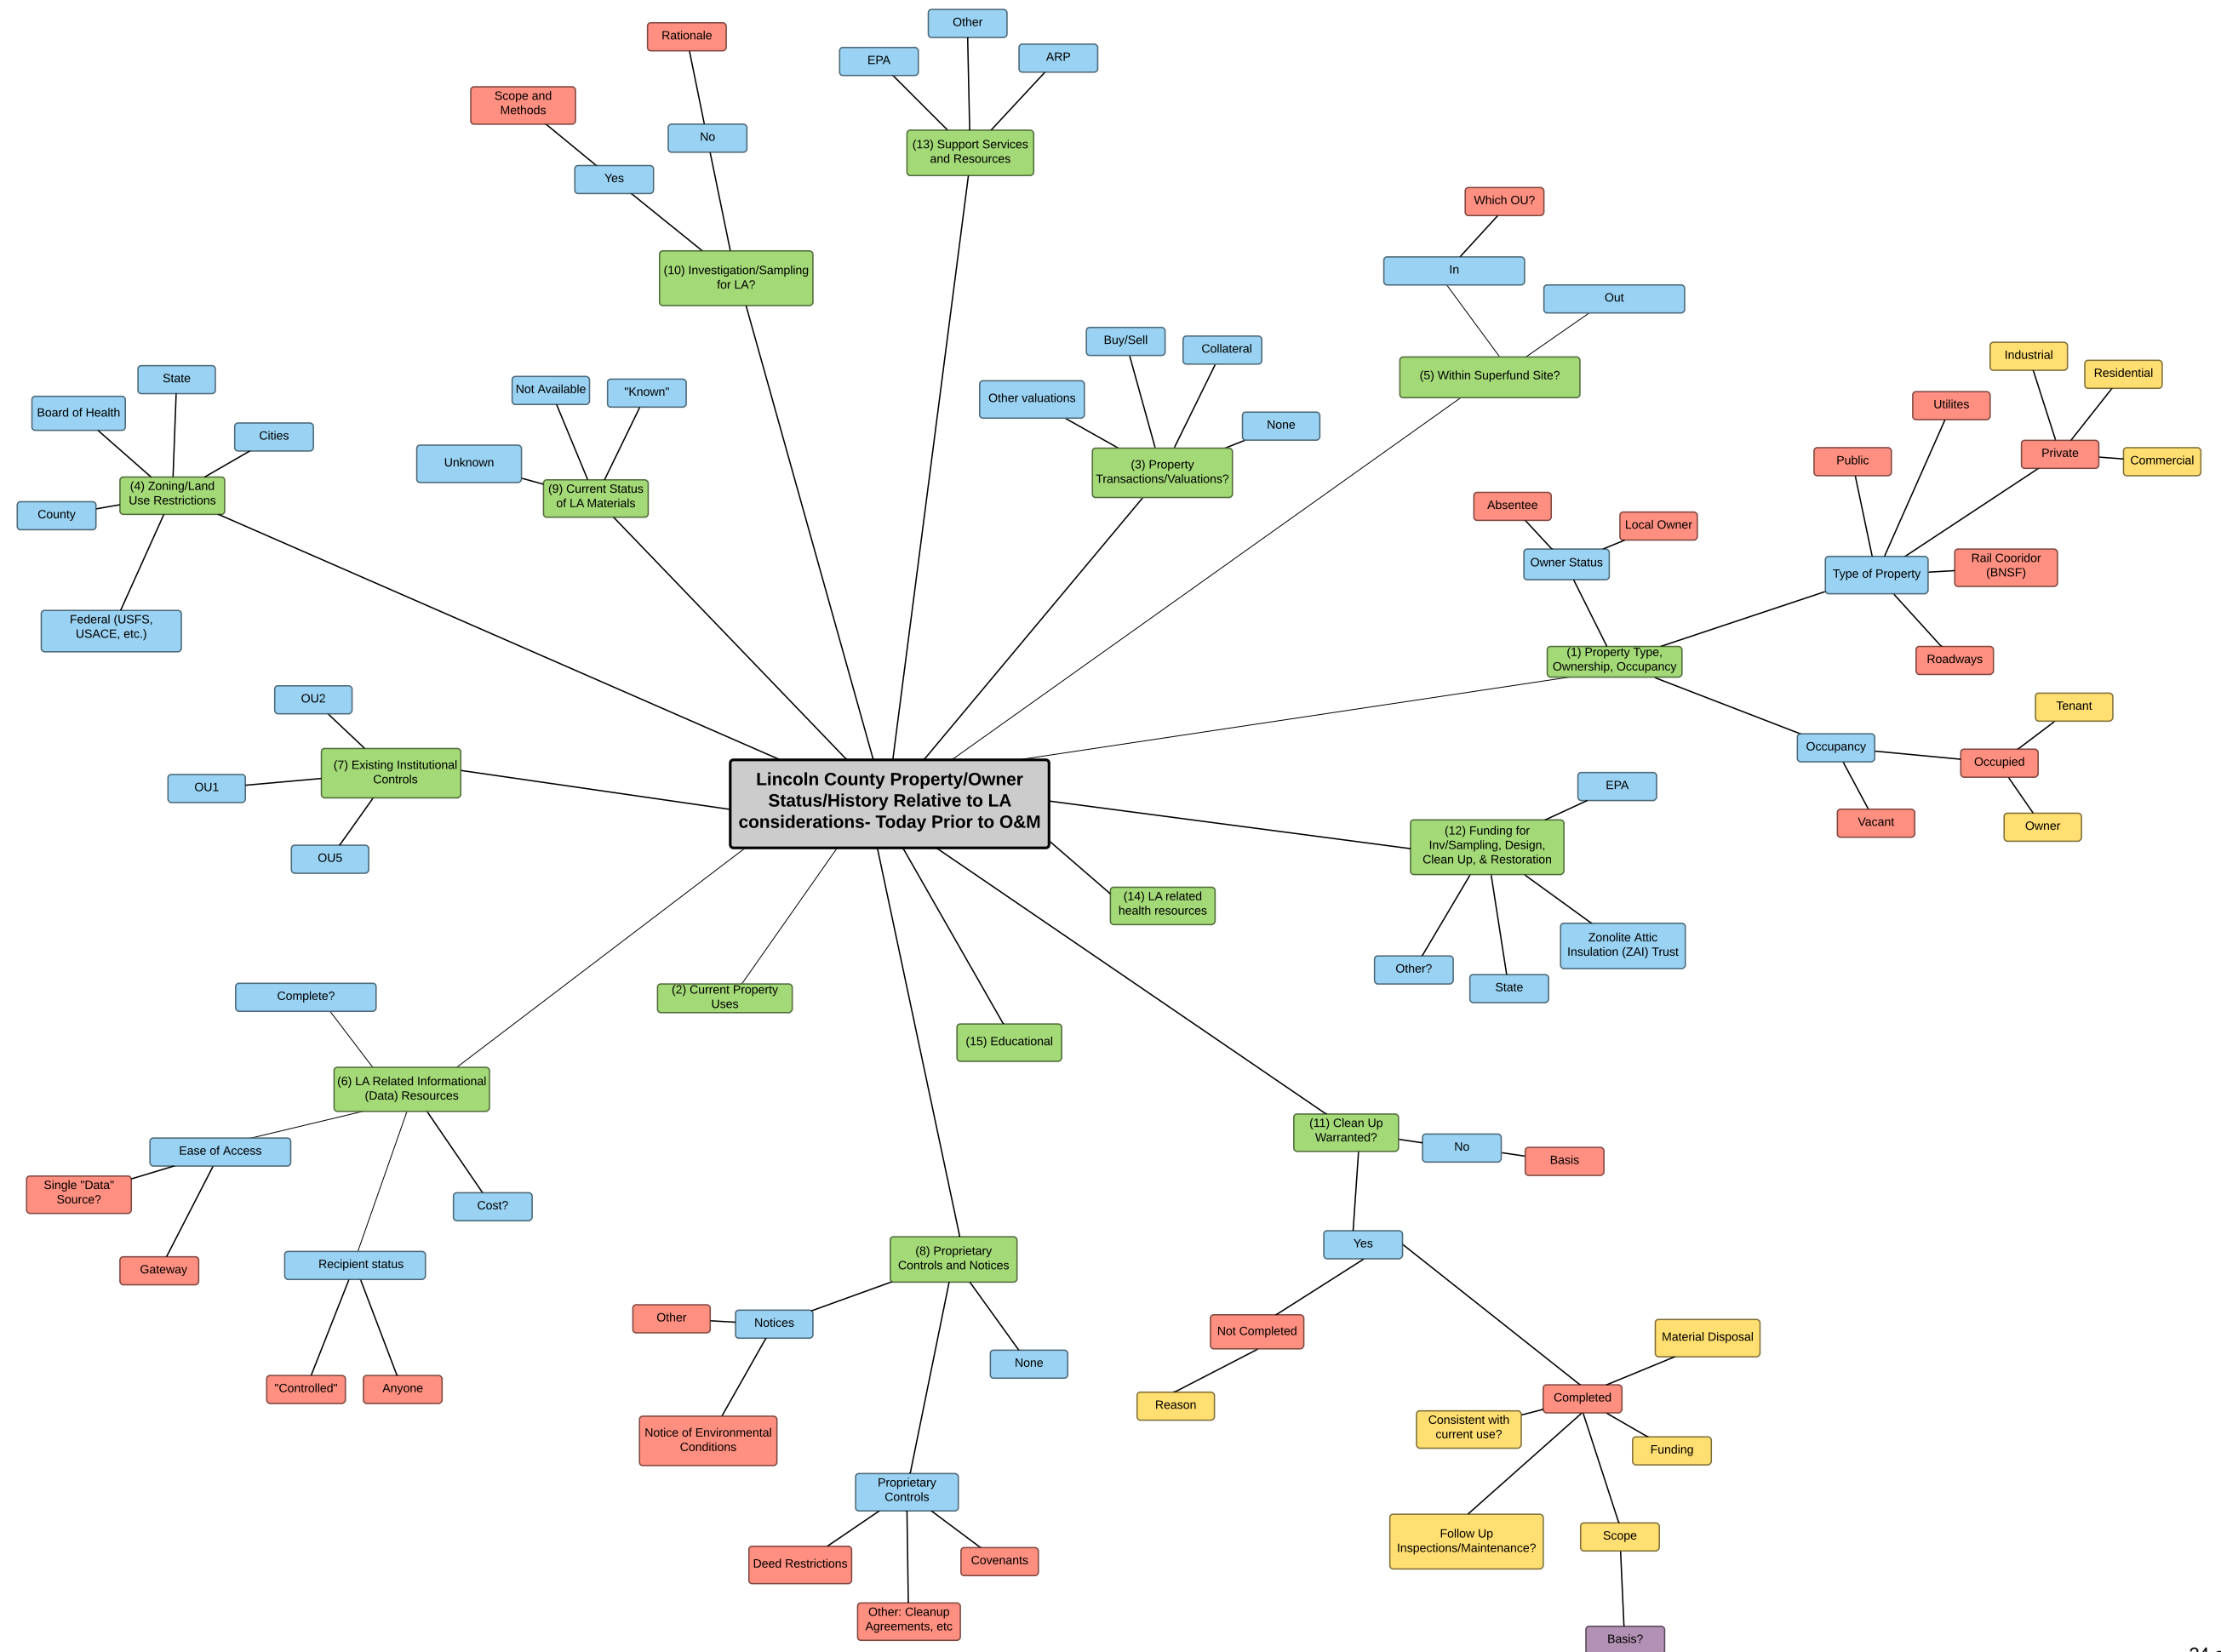 Other
Rationale
ARP
EPA
Scope and
Methods
No
(13) Support Services
and Resources
Yes
Which OU?
(10) Investigation/Sampling
for LA?
In
Out
Buy/Sell
Collateral
Industrial
Residential
State
(5) Within Superfund Site?
Not Available
"Known"
Other valuations
Utilites
Board of Health
None
Cities
Private
Unknown
Public
Commercial
(3) Property
Transactions/Valuations?
(4) Zoning/Land
Use Restrictions
(9) Current Status
of LA Materials
Absentee
County
Local Owner
Owner Status
Type of Property
Rail Cooridor
(BNSF)
Federal (USFS,
USACE, etc.)
(1) Property Type,
Ownership, Occupancy
Roadways
OU2
Tenant
Occupancy
(7) Existing Institutional
Controls
Occupied
OU1
Lincoln County Property/Owner
Status/History Relative to LA
considerations- Today Prior to O&M
EPA
Vacant
Owner
(12) Funding for
Inv/Sampling, Design,
Clean Up, & Restoration
OU5
(14) LA related
health resources
Zonolite Attic
Insulation (ZAI) Trust
Other?
State
Complete?
(2) Current Property
Uses
(15) Educational
(6) LA Related Informational
(Data) Resources
(11) Clean Up
Warranted?
No
Basis
Ease of Access
Single "Data"
Source?
Cost?
Yes
Recipient status
Gateway
(8) Proprietary
Controls and Notices
Other
Notices
Not Completed
Material Disposal
None
"Controlled"
Anyone
Reason
Completed
Consistent with
current use?
Notice of Environmental
Conditions
Funding
Proprietary
Controls
Follow Up
Inspections/Maintenance?
Scope
Deed Restrictions
Covenants
Other: Cleanup
Agreements, etc
Basis?